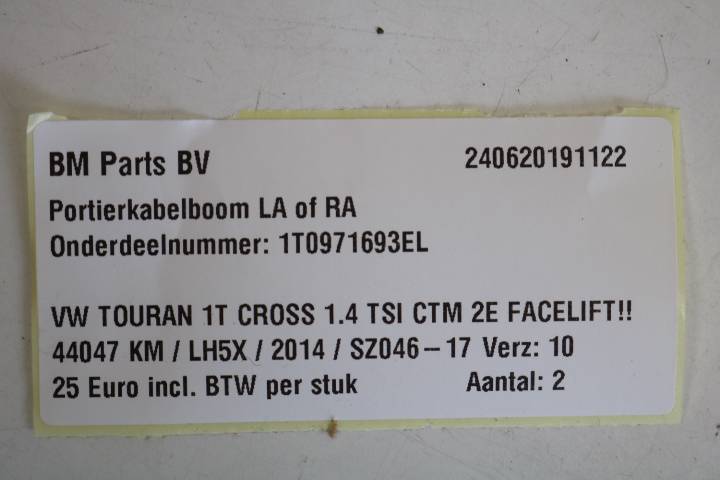 BM Parts BV 240620191122
Portierkabelboom LA of RA
Onderdeelnummer: 1T0971693EL
VW TOURAN 1T CROSS 1.4 TSI CTM 2E FACELIFT!!
44047 KM / LH5X / 2014 / SZ046-17 Verz: 10
25 Euro incl. BTW per stuk Aantal: 2